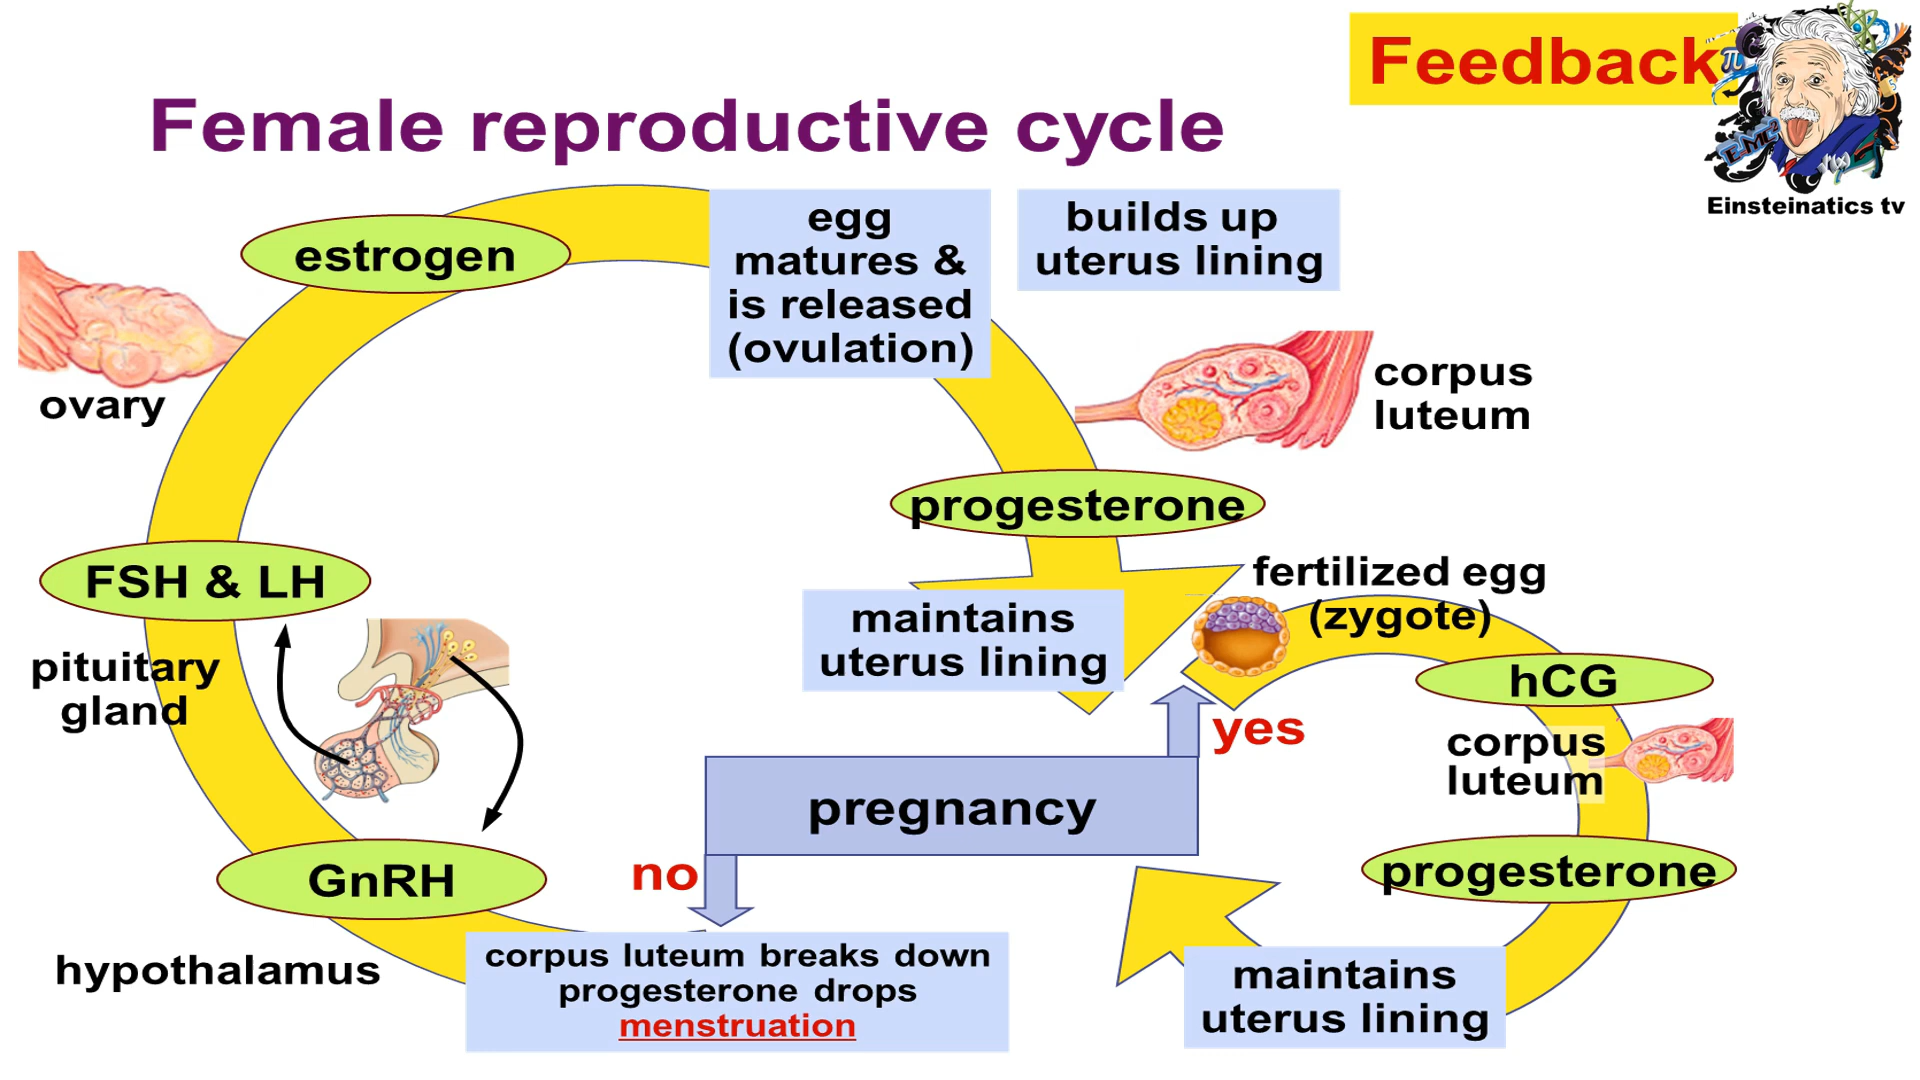 Feedback
Einsteinatics tv
π
E=MC²
Female reproductive cycle
estrogen
egg
matures &
is released
(ovulation)
builds up
uterus lining
ovary
corpus
luteum
progesterone
FSH & LH
fertilized egg
(zygote)
maintains
uterus lining
pituitary
gland
hCG
yes
corpus
luteum
pregnancy
no
GnRH
progesterone
hypothalamus
corpus luteum breaks down
progesterone drops
menstruation
maintains
uterus lining